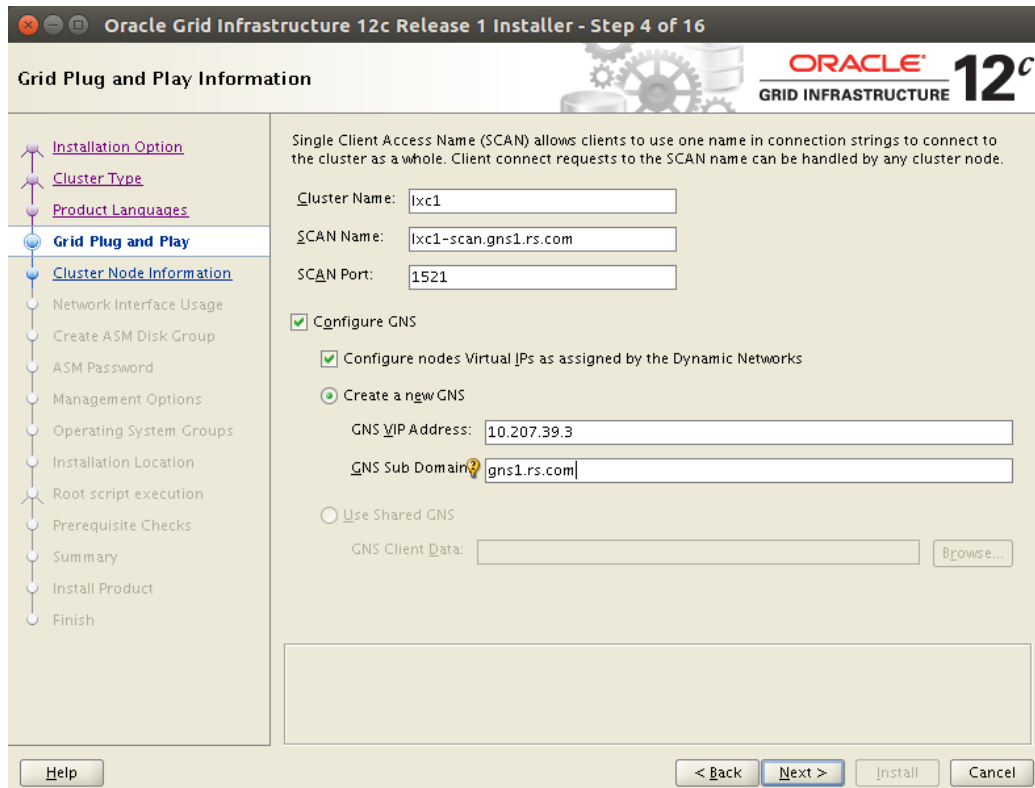 Oracle Grid Infrastructure 12c Release 1 Installer - Step 4 of 16
Grid Plug and Play Information
ORACLE
GRID INFRASTRUCTURE
12c
Installation Option
Cluster Type
Product Languages
Grid Plug and Play
Cluster Node Information
Network Interface Usage
Create ASM Disk Group
ASM Password
Management Options
Operating System Groups
Installation Location
Root script execution
Prerequisite Checks
Summary
Install Product
Finish
Single Client Access Name (SCAN) allows clients to use one name in connection strings to connect to
the cluster as a whole. Client connect requests to the SCAN name can be handled by any cluster node.
Cluster Name: lxc1
SCAN Name: lxc1-scan.gns1.rs.com
SCAN Port: 1521
Configure GNS
Configure nodes Virtual IPs as assigned by the Dynamic Networks
Create a new GNS
GNS VIP Address: 10.207.39.3
GNS Sub Domain: gns1.rs.com
Use Shared GNS
GNS Client Data:
Browse...
Help
< Back
Next >
Install
Cancel